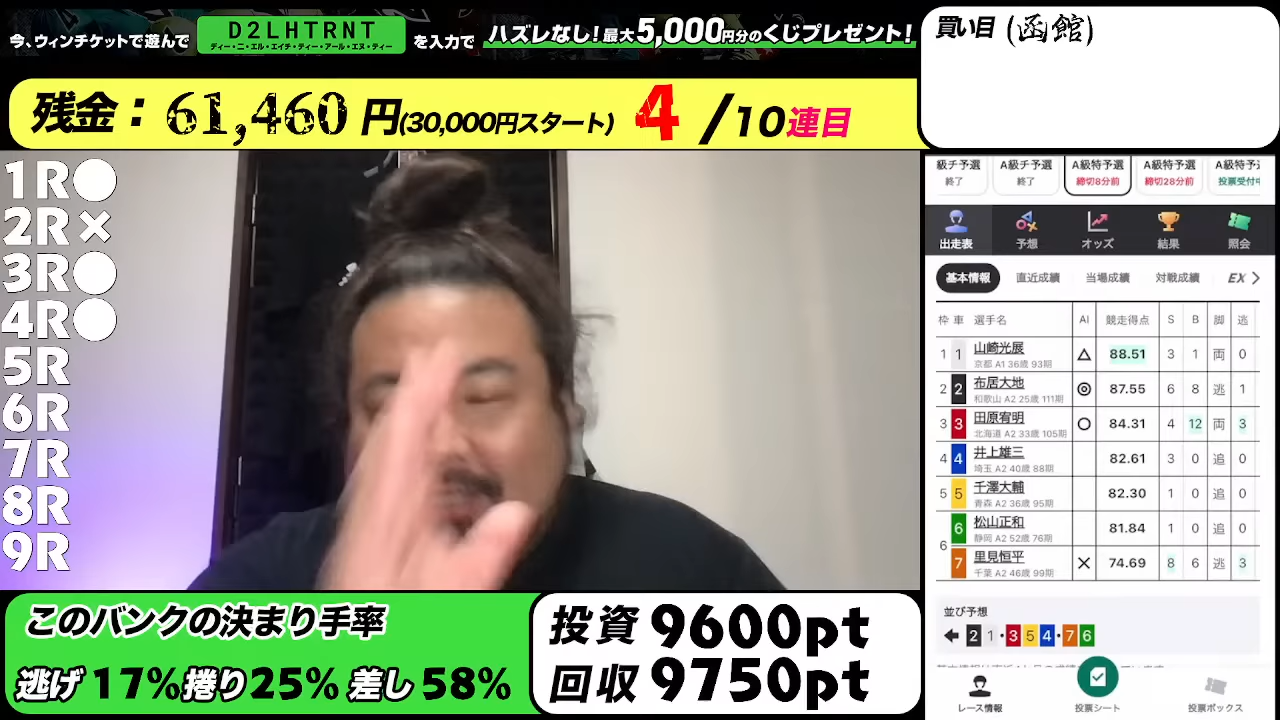 今、ウィンチケットで遊んで
D2LHTRNT
ディー・ニ・エル・エイチ・ティー・アール・エヌ・ティー
を入力で
ハズレなし!最大5,000円分のくじプレゼント!
残金:61,460円(30,000円スタート) 4/10連目
1R●
2R×
3R●
4R●
5R
6R
7R
8R
9R
このバンクの決まり手率
逃げ 17%捲り25% 差し58%
投資 9600pt
回収 9750pt
買い目 (函館)
級チ予選 A級チ予選 A級特予選 A級特予選 A級特予
終了 終了 締切8分前 締切28分前 投票受付中
出走表 予想 オッズ 結果 照会
基本情報 直近成績 当場成績 対戦成績 EX
枠 車 選手名 AI 競走得点 S B 脚 逃
1 1 山崎光展 △ 88.51 3 1 両 0
京都 A1 36歳 93期
2 2 布居大地 ◎ 87.55 6 8 逃 1
和歌山 A2 25歳 111期
3 3 田原宥明 ○ 84.31 4 12 両 3
北海道 A2 33歳 105期
4 4 井上雄三 82.61 3 0 追 0
埼玉 A2 40歳 88期
5 5 千澤大輔 82.30 1 0 追 0
青森 A2 36歳 95期
6 6 松山正和 81.84 1 0 追 0
静岡 A2 52歳 76期
7 里見恒平 × 74.69 8 6 逃 3
千葉 A2 46歳 99期
並び予想
2 1・3 5 4・7 6
レース情報 投票シート 投票ボックス